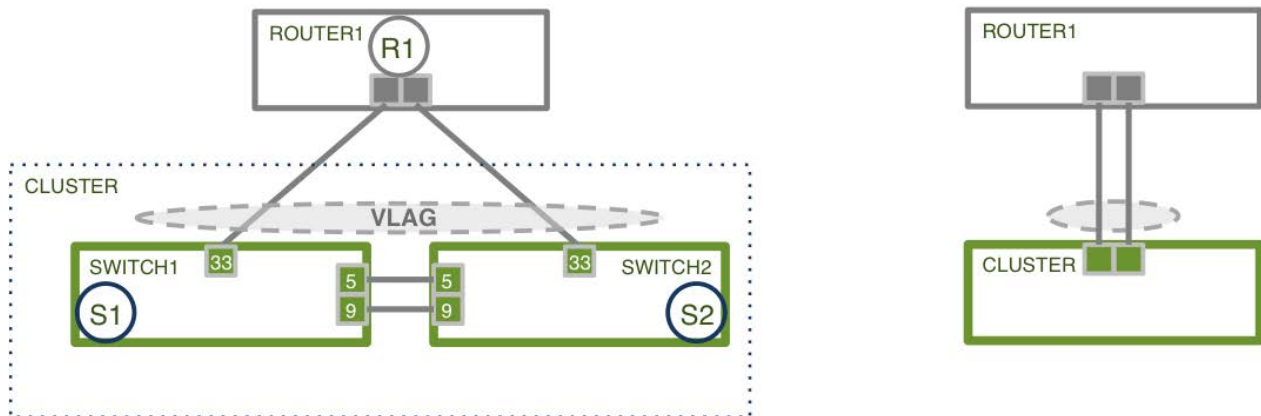 ROUTER1
R1
CLUSTER
VLAG
SWITCH1
33
5
9
S1
33
SWITCH2
5
9
S2
ROUTER1
CLUSTER